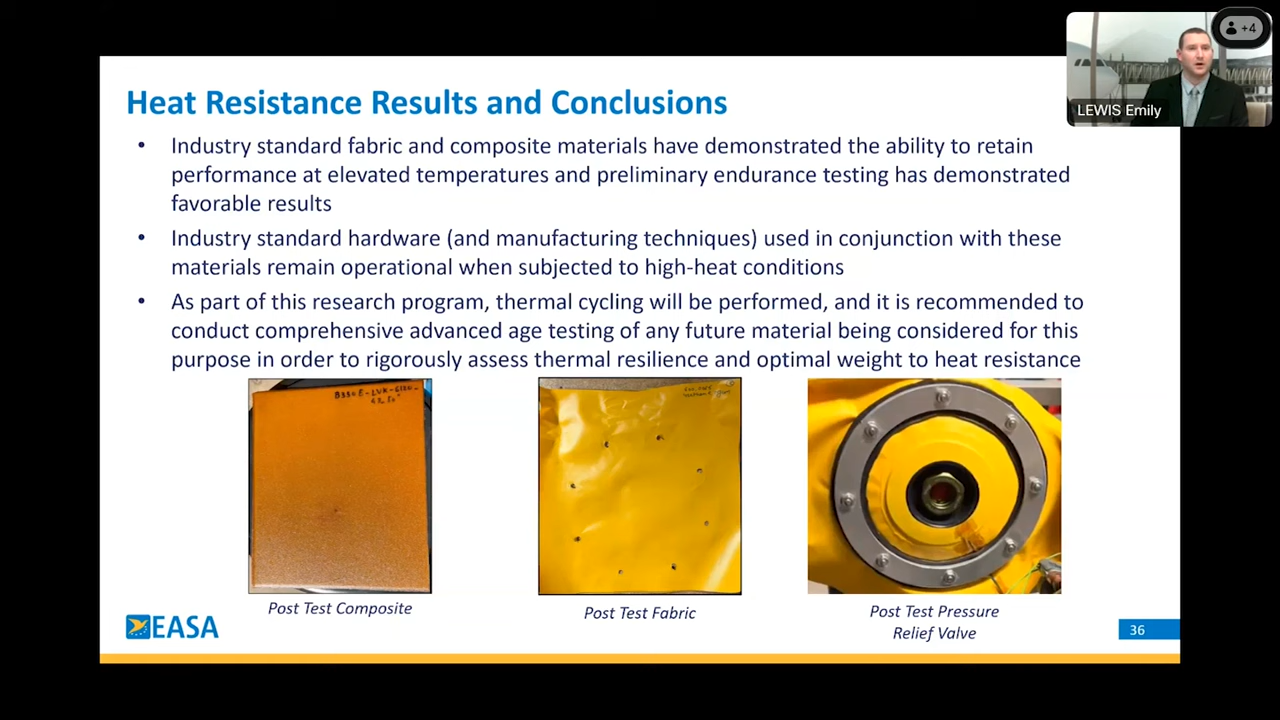 +4
LEWIS Emily
Heat Resistance Results and Conclusions
• Industry standard fabric and composite materials have demonstrated the ability to retain
performance at elevated temperatures and preliminary endurance testing has demonstrated
favorable results
• Industry standard hardware (and manufacturing techniques) used in conjunction with these
materials remain operational when subjected to high-heat conditions
• As part of this research program, thermal cycling will be performed, and it is recommended to
conduct comprehensive advanced age testing of any future material being considered for this
purpose in order to rigorously assess thermal resilience and optimal weight to heat resistance
Post Test Composite
Post Test Fabric
Post Test Pressure
Relief Valve
EASA
36